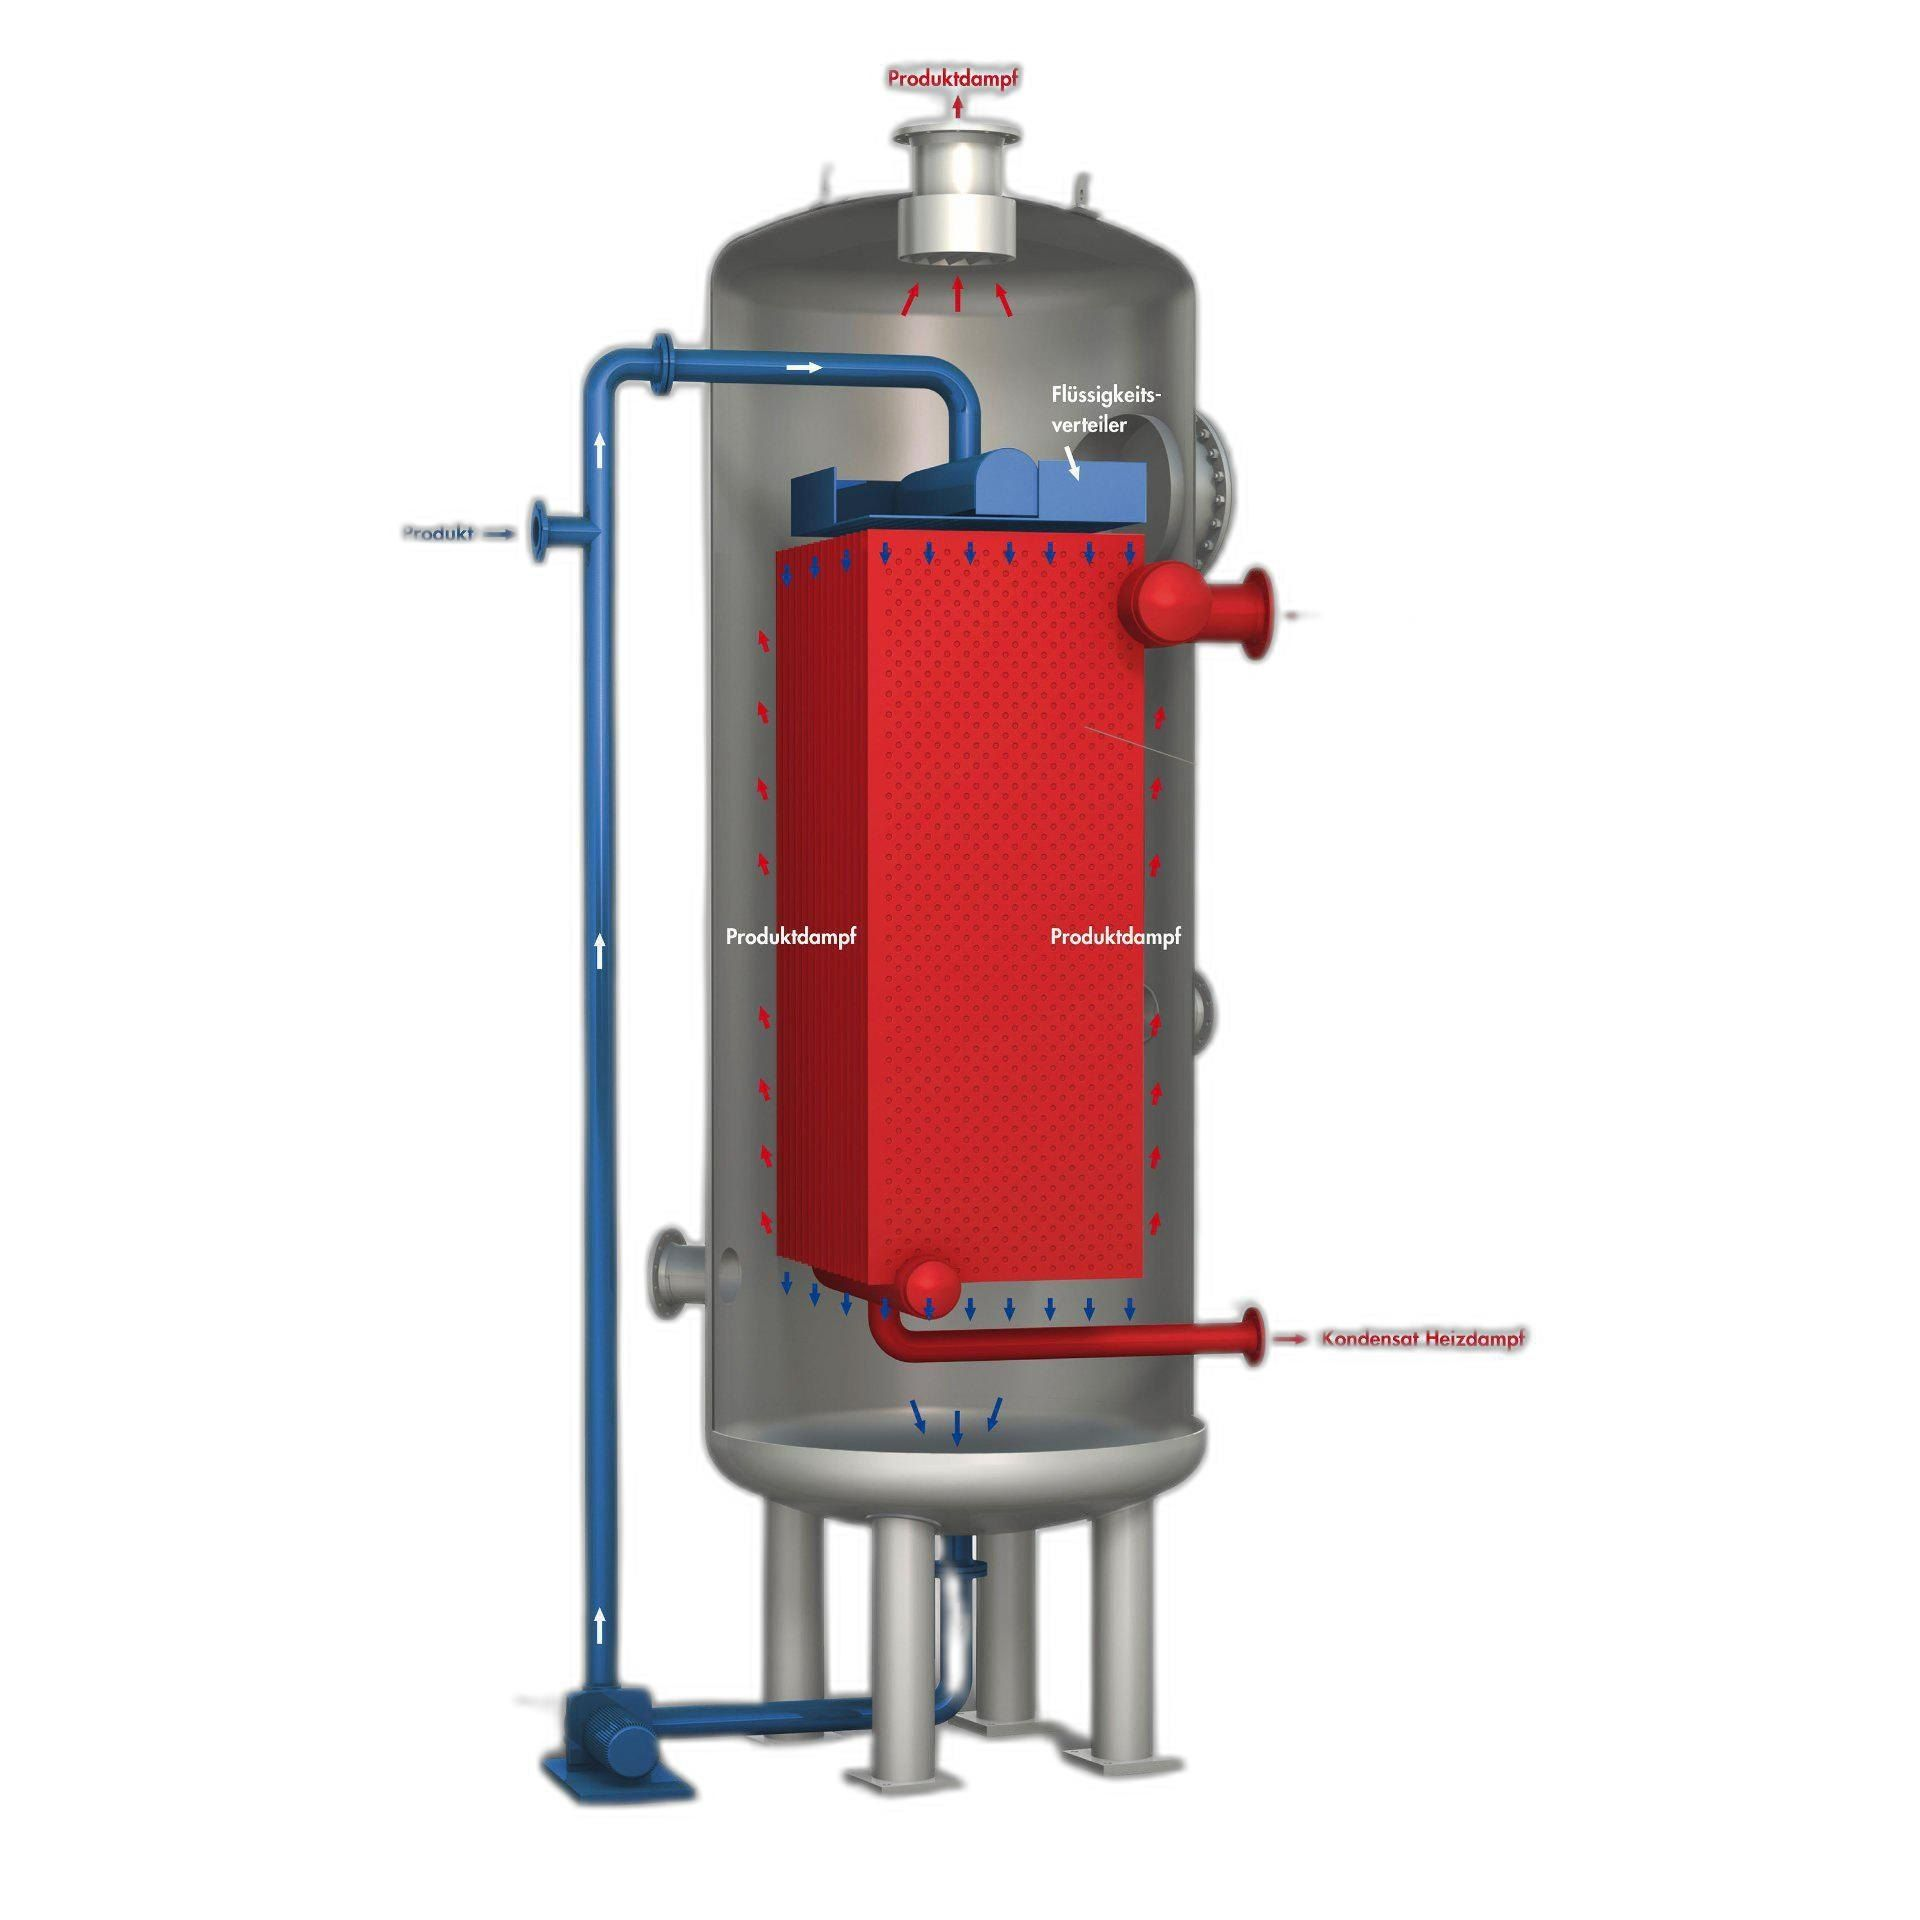 Produktdampf
Flüssigkeits-
verteiler
Produkt
Produktdampf
Produktdampf
Kondensat Heizdampf